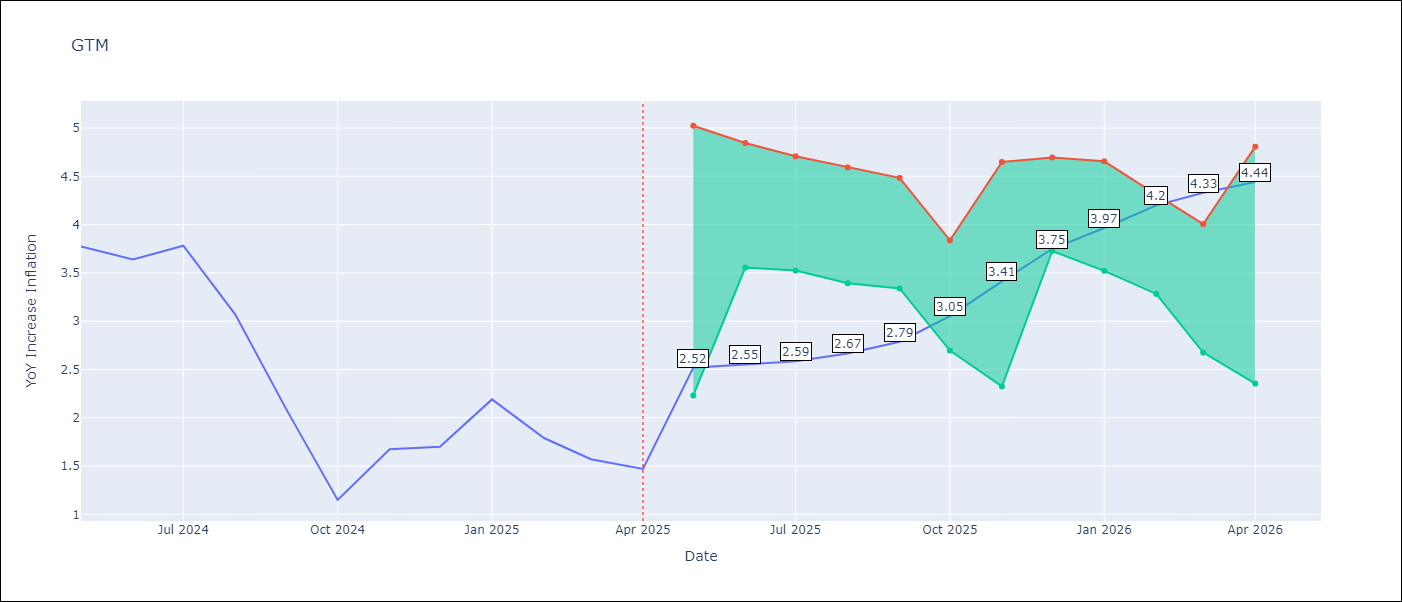 GTM
YoY Increase Inflation
5
4.5
4
3.5
3
2.5
2
1.5
1
2.52
2.55
2.59
2.67
2.79
3.05
3.41
3.75
3.97
4.2
4.33
4.44
Jul 2024
Oct 2024
Jan 2025
Apr 2025
Jul 2025
Oct 2025
Jan 2026
Apr 2026
Date